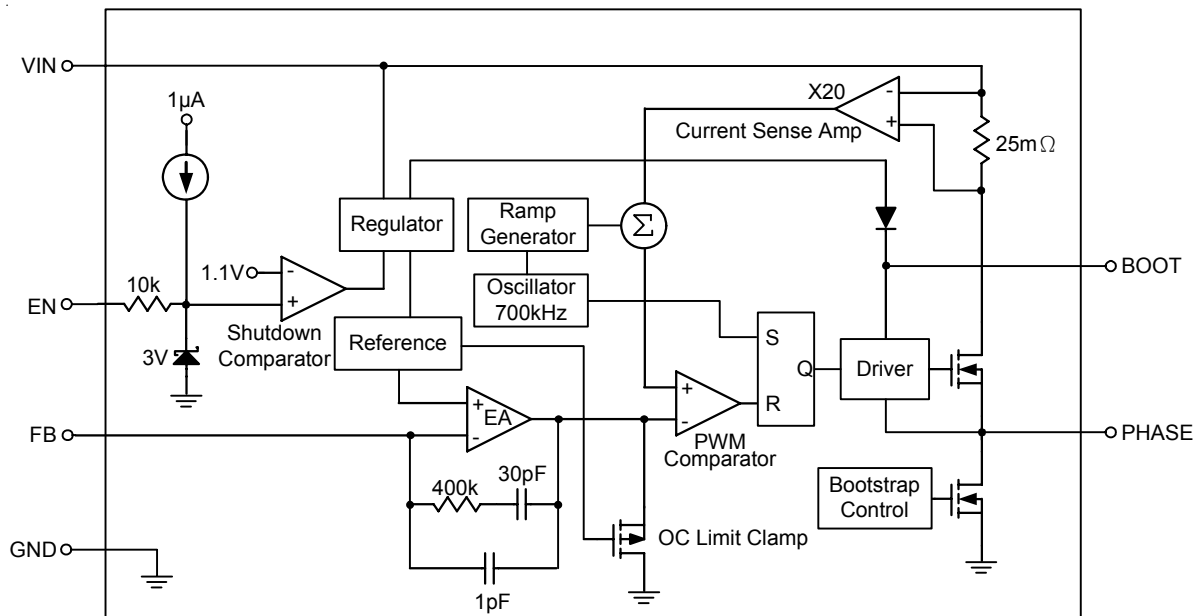 VIN
1µA
X20
-
+
Current Sense Amp
25mΩ
Regulator
Ramp
Generator
Σ
1.1V
-
+
10k
EN
Oscillator
700kHz
BOOT
Shutdown
Comparator
3V
Reference
S
Q
R
Driver
+
EA
-
+
-
FB
PWM
Comparator
PHASE
400k
30pF
Bootstrap
Control
OC Limit Clamp
GND
1pF